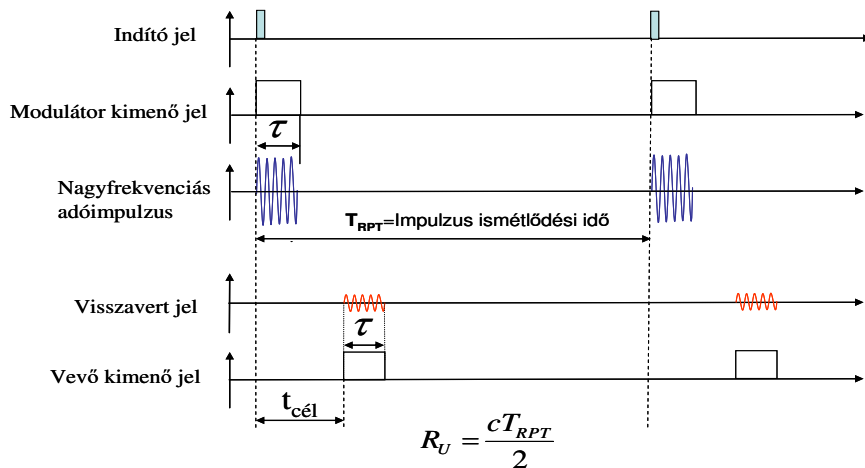 Indító jel
Modulátor kimenő jel
τ
Nagyfrekvenciás
adóimpulzus
T_RPT=Impulzus ismétlődési idő
Visszavert jel
τ
Vevő kimenő jel
t_cél
R_U = cT_RPT / 2